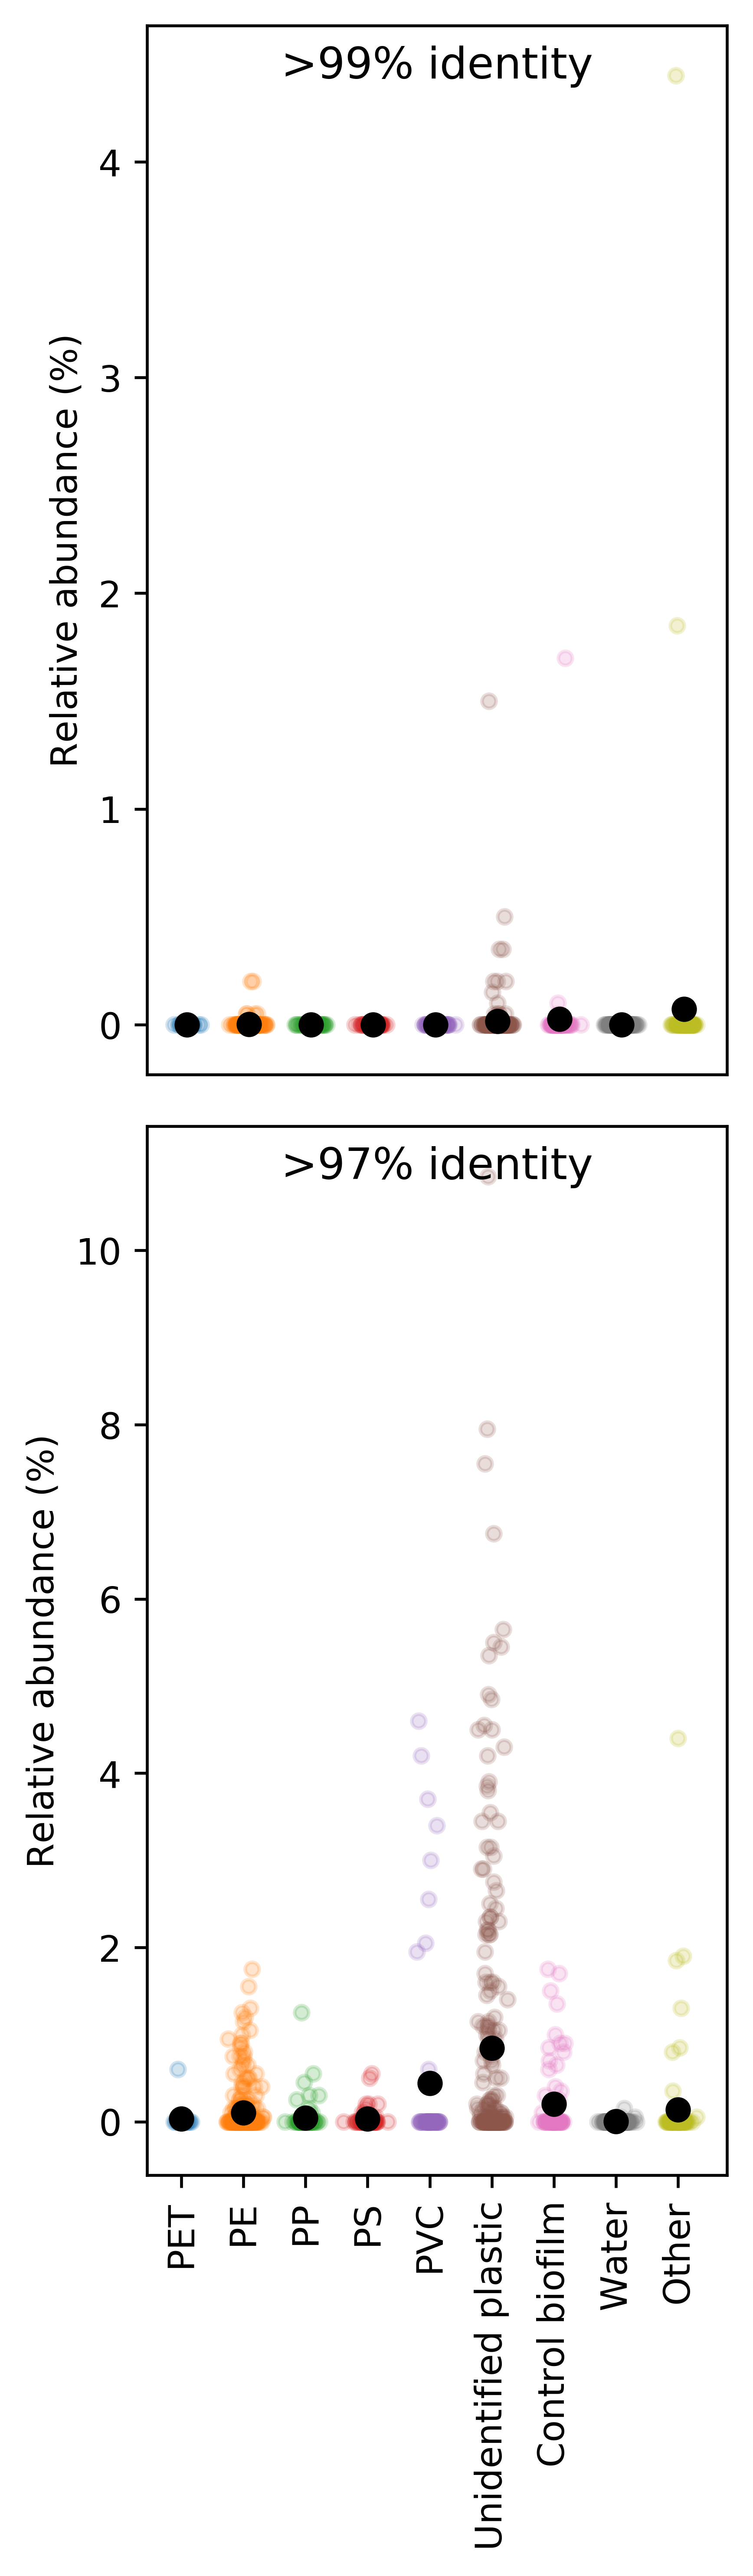 >99% identity
4
3
2
1
0
Relative abundance (%)
>97% identity
10
8
6
4
2
0
Relative abundance (%)
PET
PE
PP
PS
PVC
Unidentified plastic
Control biofilm
Water
Other